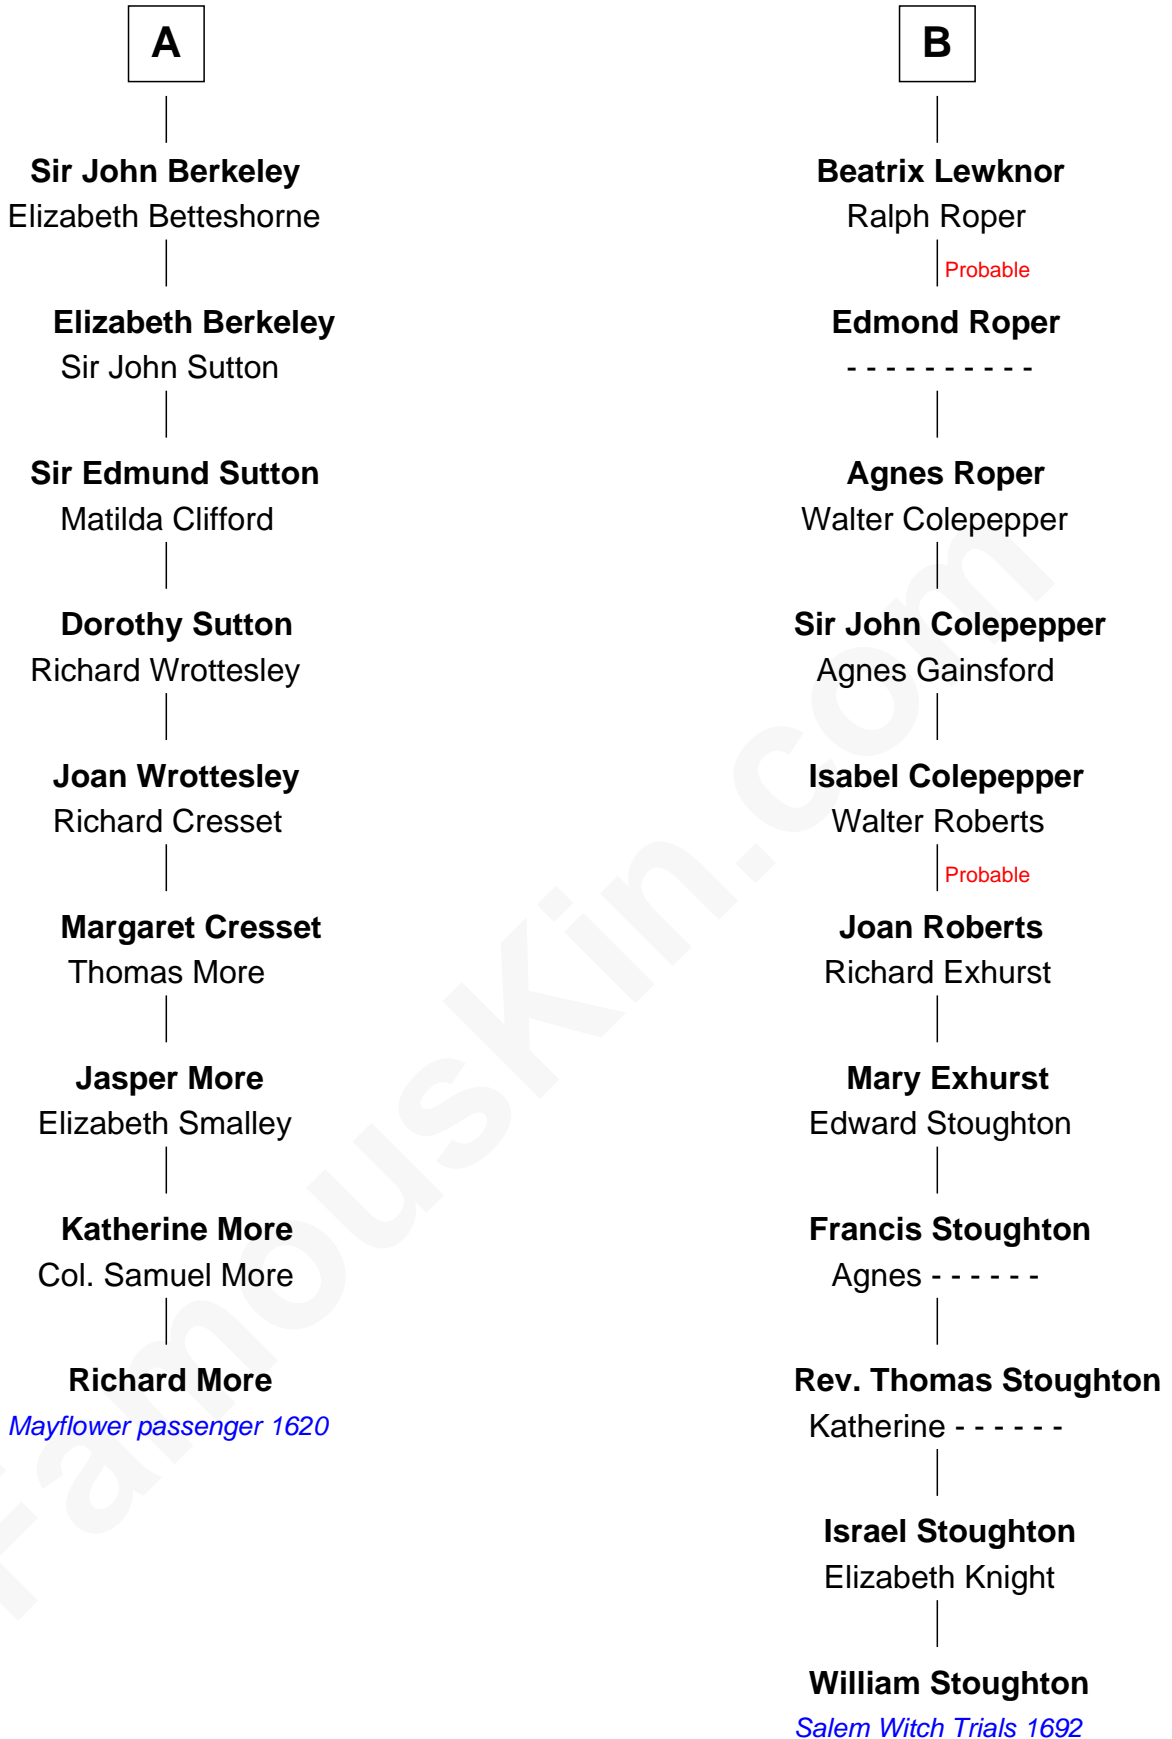 A
Sir John Berkeley
Elizabeth Betteshorne
Elizabeth Berkeley
Sir John Sutton
Sir Edmund Sutton
Matilda Clifford
Dorothy Sutton
Richard Wrottesley
Joan Wrottesley
Richard Cresset
Margaret Cresset
Thomas More
Jasper More
Elizabeth Smalley
Katherine More
Col. Samuel More
Richard More
Mayflower passenger 1620
B
Beatrix Lewknor
Ralph Roper
Probable
Edmond Roper
- - - - - - - - - -
Agnes Roper
Walter Colepepper
Sir John Colepepper
Agnes Gainsford
Isabel Colepepper
Walter Roberts
Probable
Joan Roberts
Richard Exhurst
Mary Exhurst
Edward Stoughton
Francis Stoughton
Agnes - - - - - -
Rev. Thomas Stoughton
Katherine - - - - - -
Israel Stoughton
Elizabeth Knight
William Stoughton
Salem Witch Trials 1692
FamousKin.com